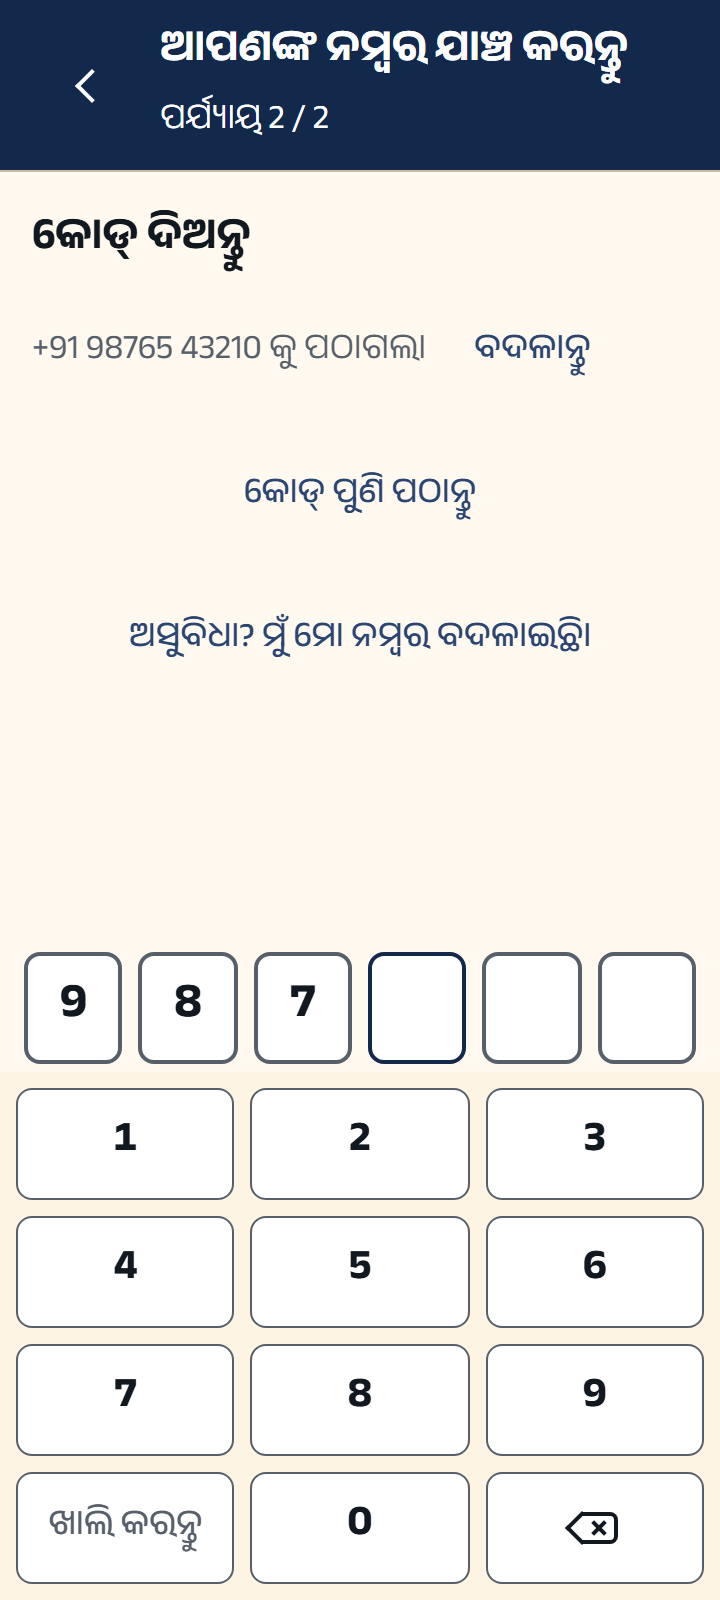 ଆପଣଙ୍କ ନମ୍ବର ଯାଞ୍ଚ କରନ୍ତୁ
ପର୍ଯ୍ୟାୟ 2 / 2
କୋଡ୍ ଦିଅନ୍ତୁ
+91 98765 43210 କୁ ପଠାଗଲା ବଦଳାନ୍ତୁ
କୋଡ୍ ପୁଣି ପଠାନ୍ତୁ
ଅସୁବିଧା? ମୁଁ ମୋ ନମ୍ବର ବଦଳାଇଛି।
9 8 7
1 2 3
4 5 6
7 8 9
ଖାଲି କରନ୍ତୁ 0